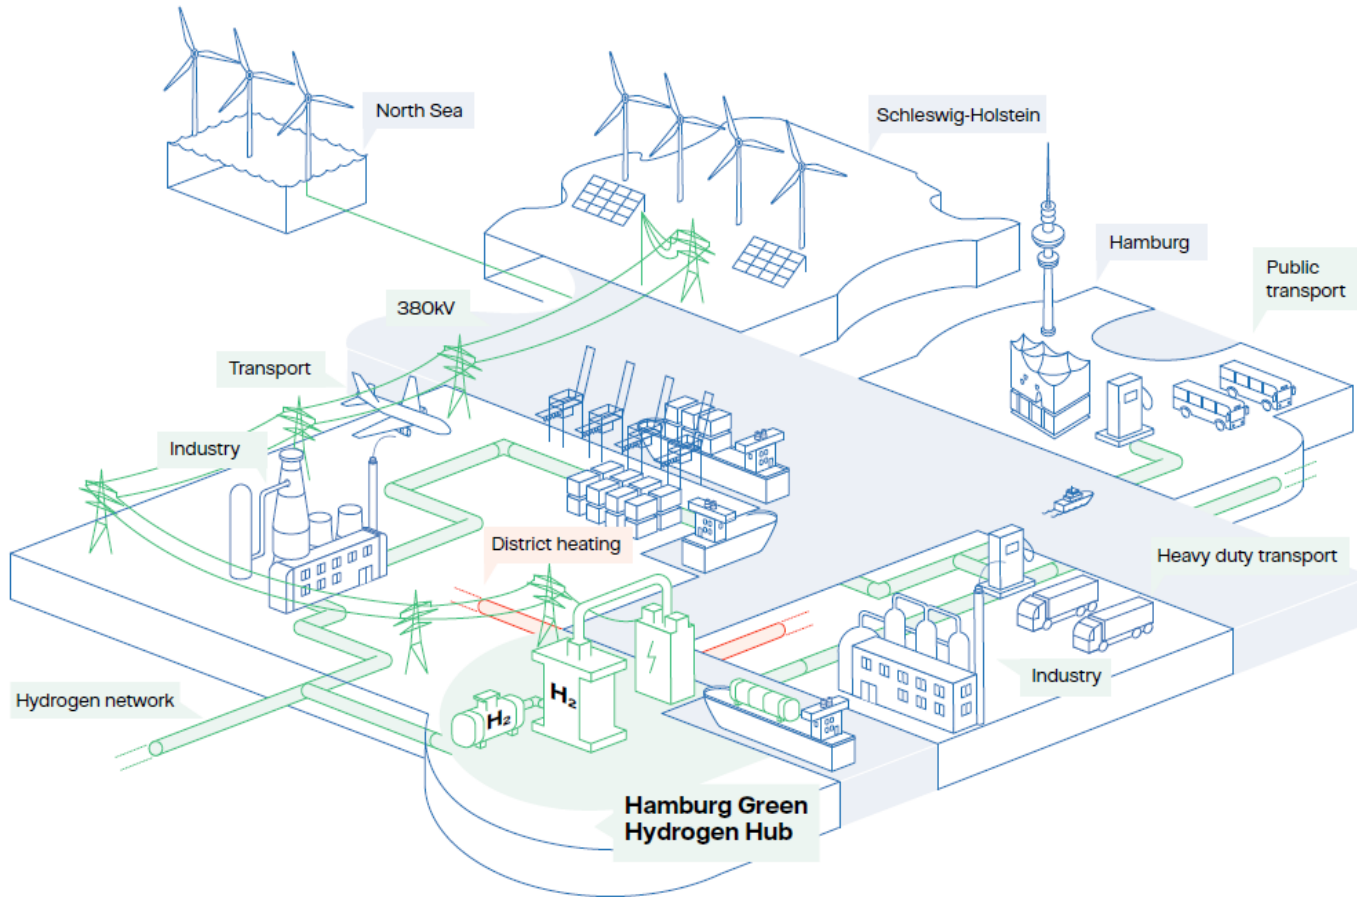 North Sea
Schleswig-Holstein
Hamburg
Public
transport
380kV
Transport
Industry
District heating
Heavy duty transport
Industry
Hydrogen network
H₂
H₂
Hamburg Green
Hydrogen Hub